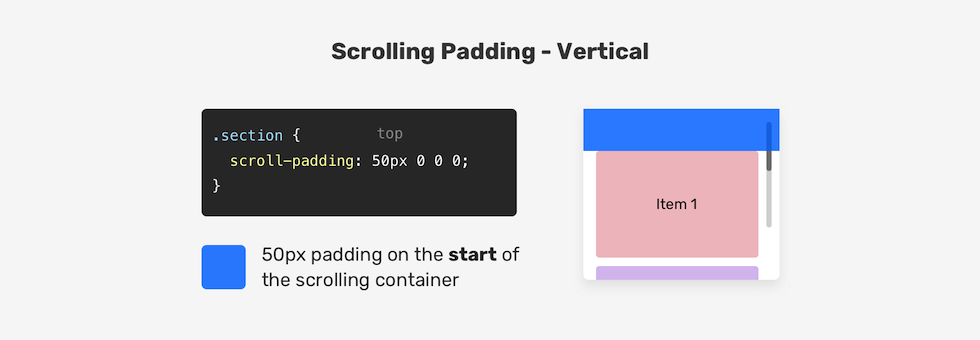 Scrolling Padding - Vertical
.section {
top
scroll-padding: 50px 0 0 0;
}
Item 1
50px padding on the start of
the scrolling container